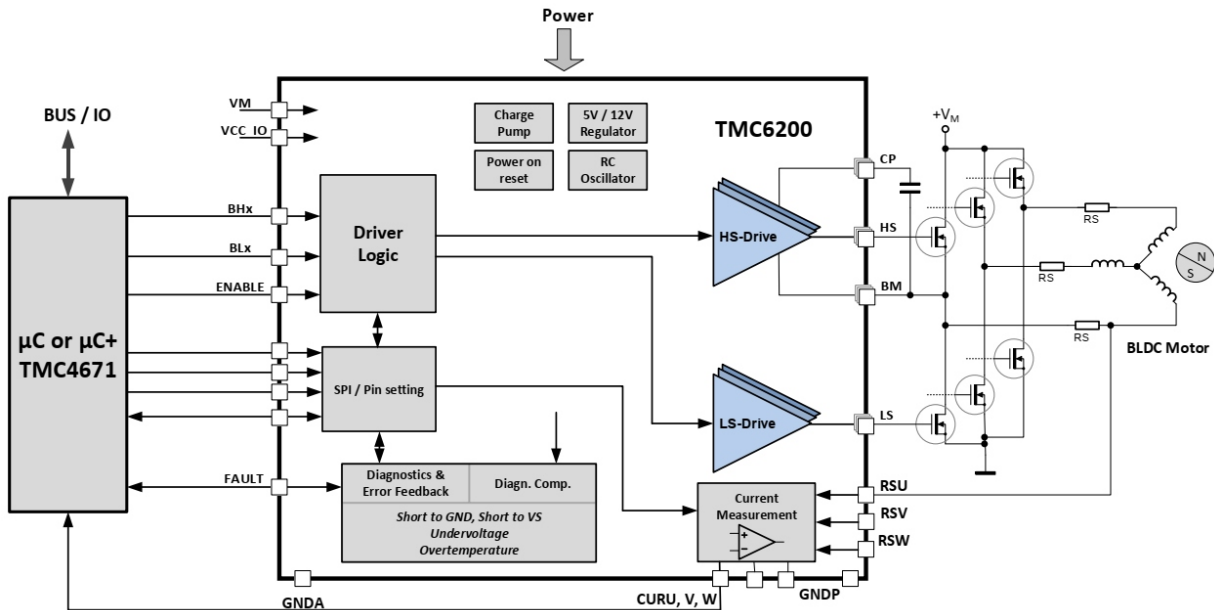 Power
BUS / IO
VM
VCC_IO
Charge
Pump
5V / 12V
Regulator
TMC6200
Power on
reset
RC
Oscillator
+VM
CP
BHx
BLx
ENABLE
Driver
Logic
HS-Drive
HS
BM
RS
RS
RS
N
S
BLDC Motor
µC or µC+
TMC4671
SPI / Pin setting
LS-Drive
LS
FAULT
Diagnostics &
Error Feedback
Diagn. Comp.
Short to GND, Short to VS
Undervoltage
Overtemperature
Current
Measurement
+
−
RSU
RSV
RSW
GNDA
CURU, V, W
GNDP